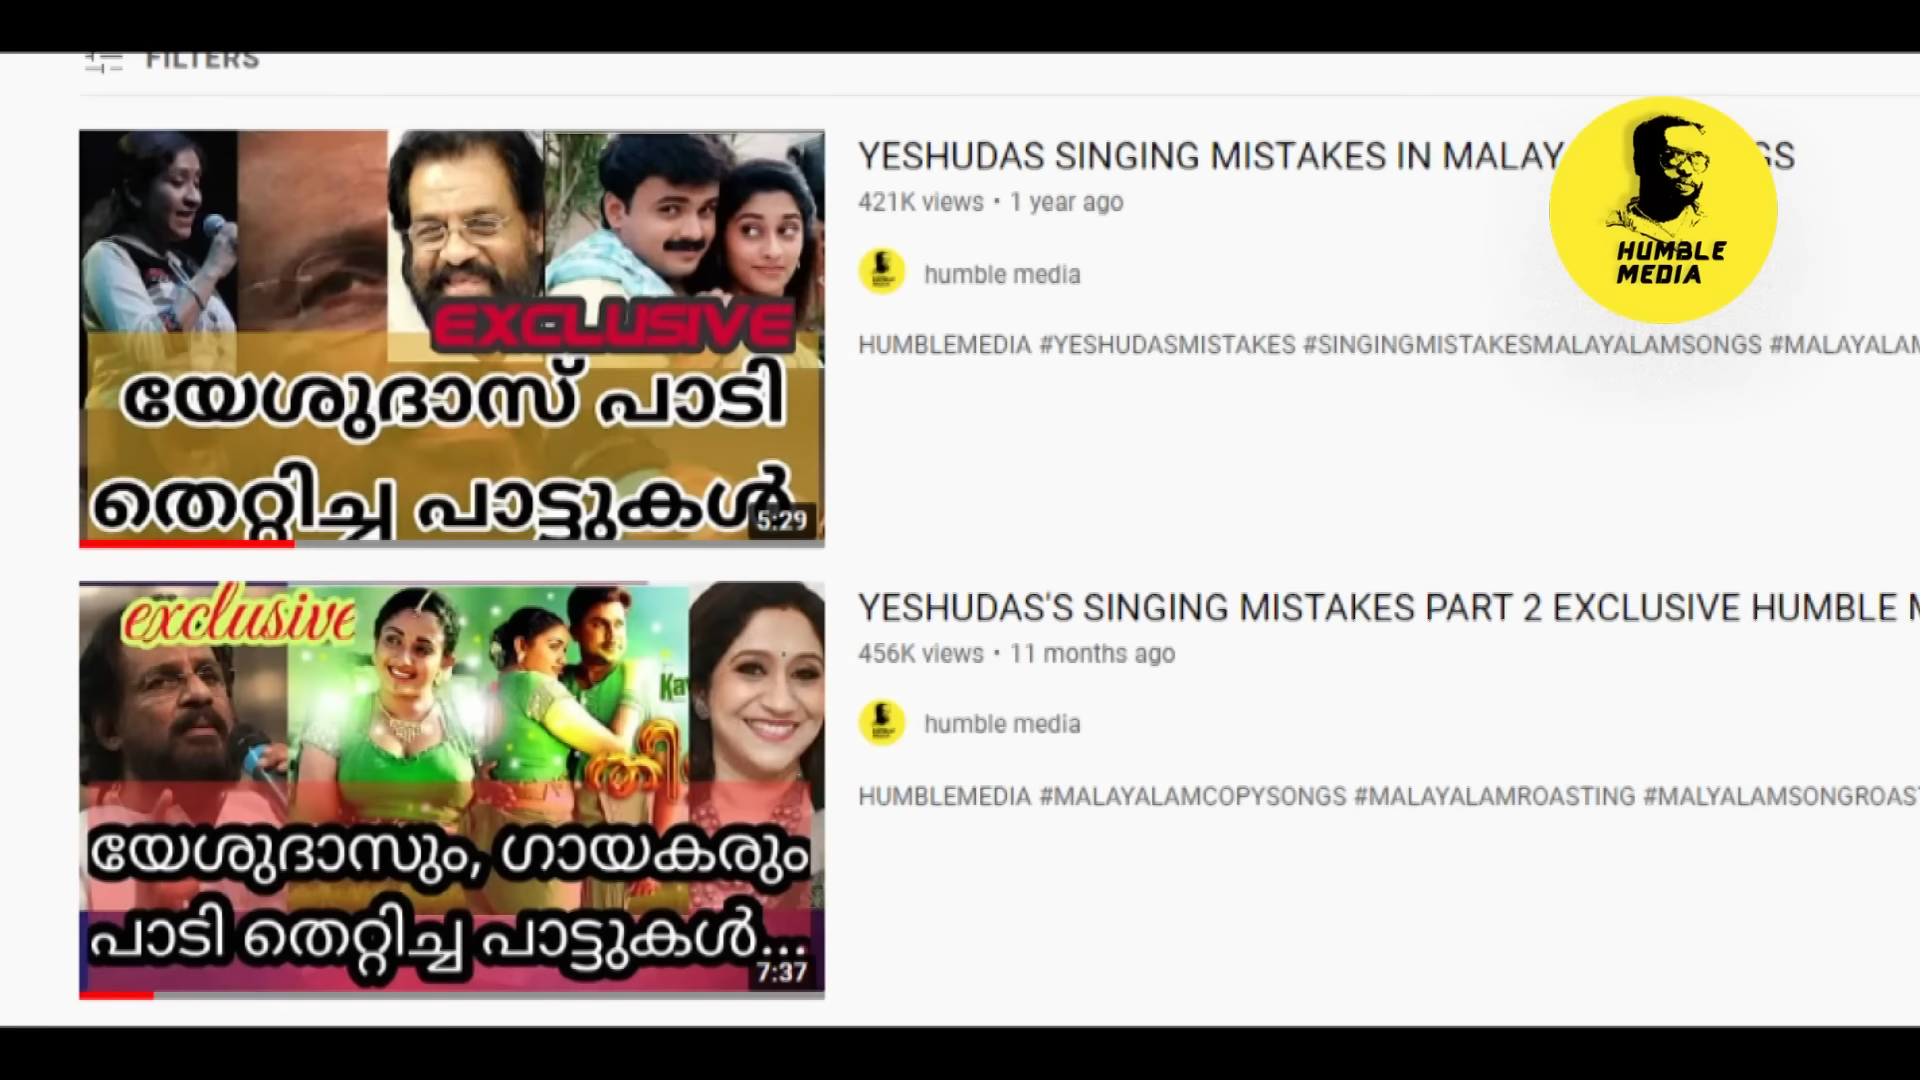 FILTERS
EXCLUSIVE
യേശുദാസ് പാടി
തെറ്റിച്ച പാട്ടുകൾ
5:29
YESHUDAS SINGING MISTAKES IN MALAY GS
421K views • 1 year ago
humble media
HUMBLEMEDIA #YESHUDASMISTAKES #SINGINGMISTAKESMALAYALAMSONGS #MALAYALAM
HUMBLE
MEDIA
exclusive
യേശുദാസും, ഗായകരും
പാടി തെറ്റിച്ച പാട്ടുകൾ...
7:37
YESHUDAS'S SINGING MISTAKES PART 2 EXCLUSIVE HUMBLE M
456K views • 11 months ago
humble media
HUMBLEMEDIA #MALAYALAMCOPYSONGS #MALAYALAMROASTING #MALYALAMSONGROAST